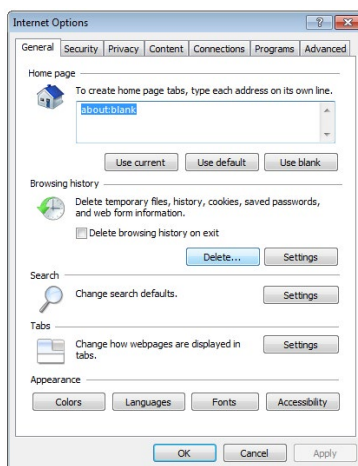 Internet Options
General Security Privacy Content Connections Programs Advanced
Home page
To create home page tabs, type each address on its own line.
about:blank
Use current Use default Use blank
Browsing history
Delete temporary files, history, cookies, saved passwords,
and web form information.
Delete browsing history on exit
Delete... Settings
Search
Change search defaults. Settings
Tabs
Change how webpages are displayed in
tabs. Settings
Appearance
Colors Languages Fonts Accessibility
OK Cancel Apply